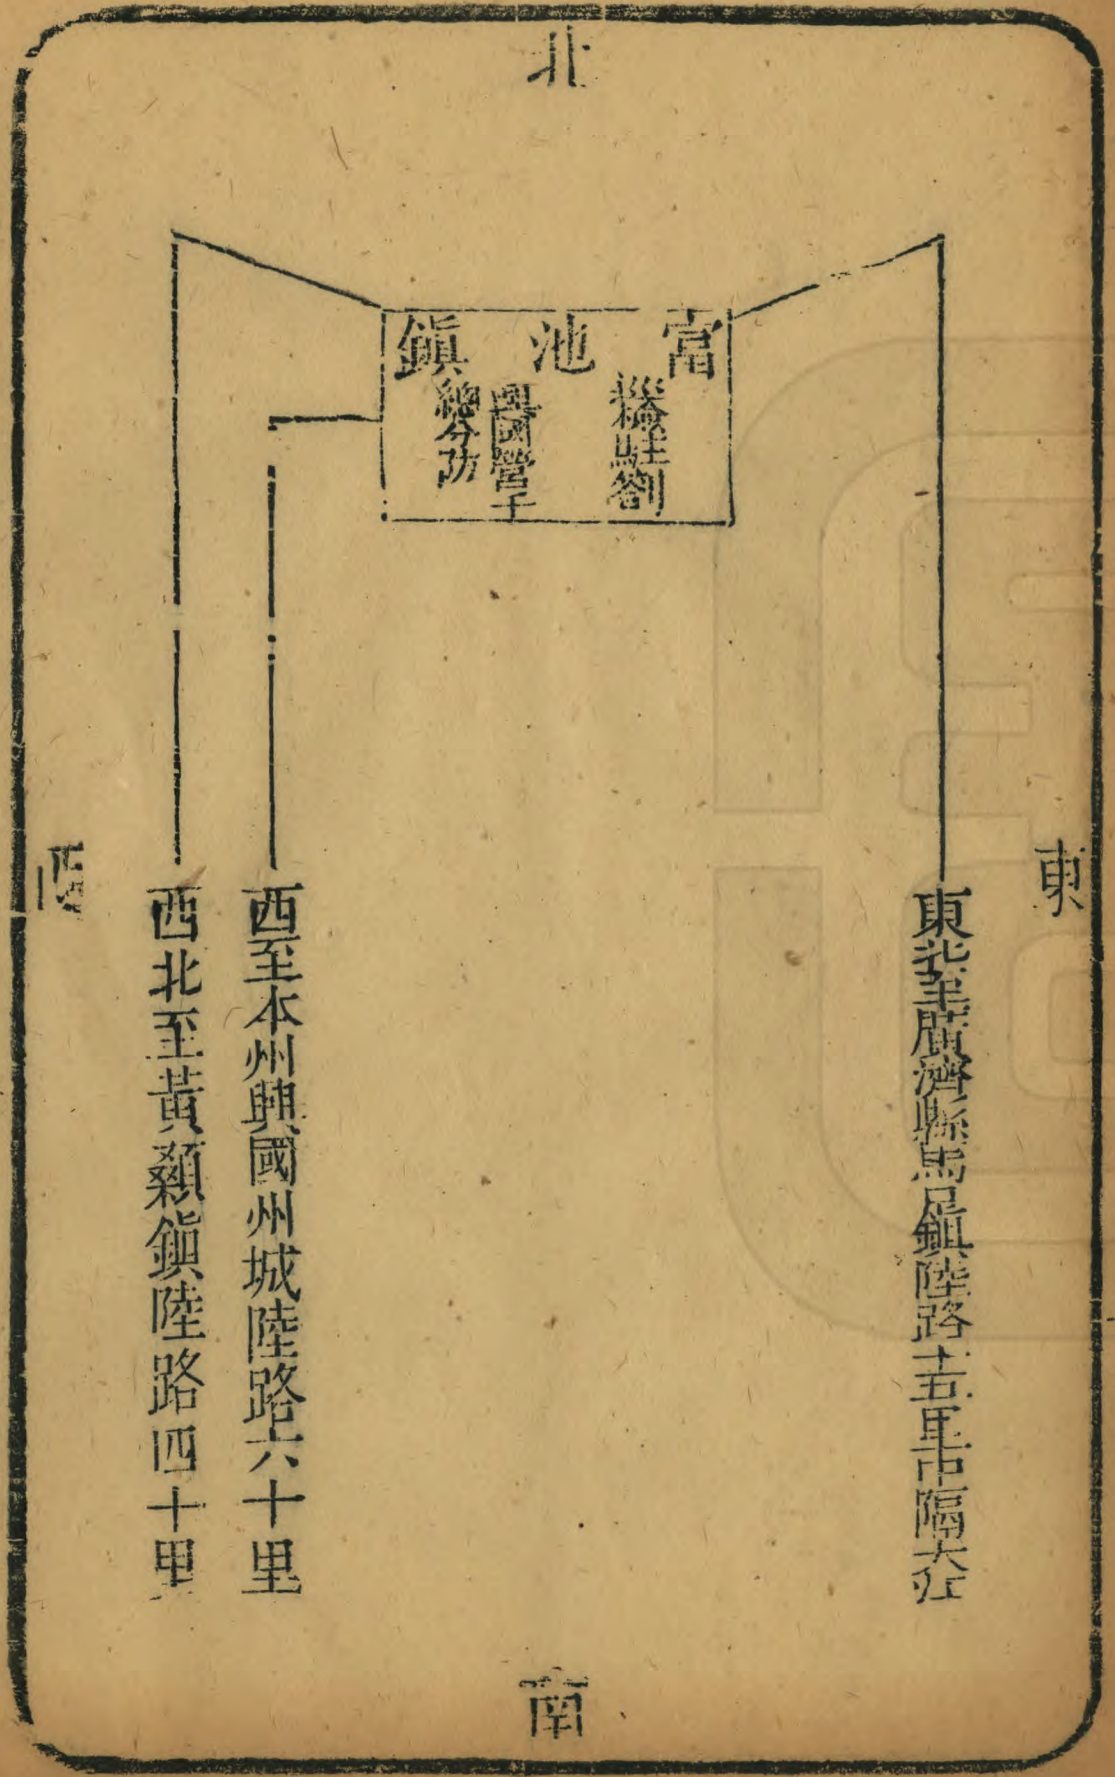 北
富池鎮
巡檢駐劄
興國營千
總分防
東
東北至廣濟縣馬口鎮陸路十五里中隔大江
西至本州興國州城陸路六十里
西北至黃顙鎮陸路四十里
西
南